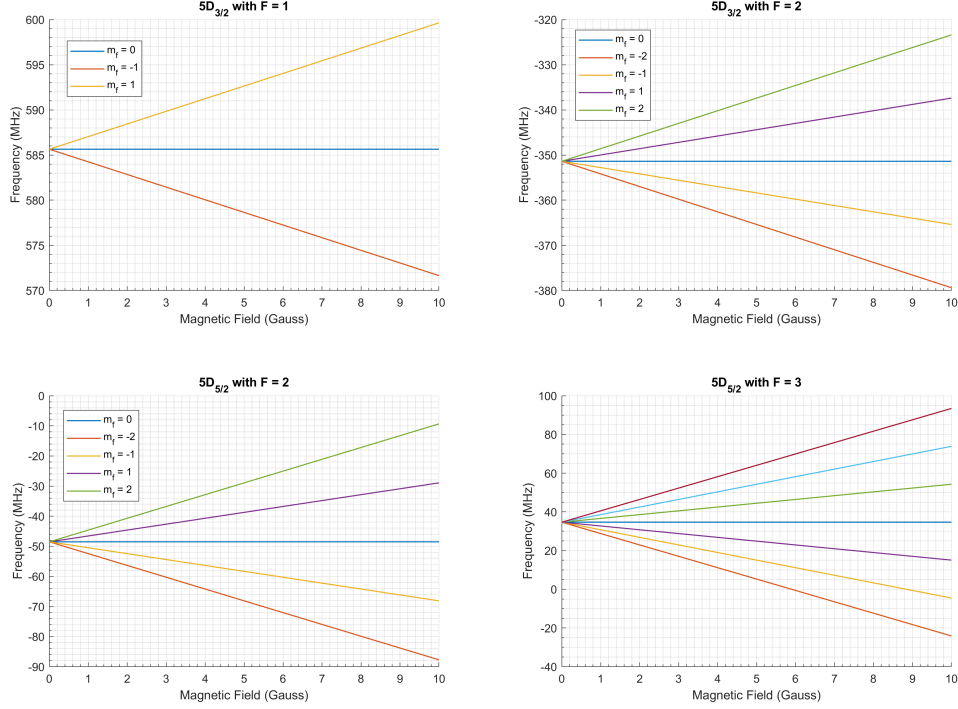 5D3/2 with F = 1
600
595
590
585
580
575
570
Frequency (MHz)
mf = 0
mf = -1
mf = 1
0 1 2 3 4 5 6 7 8 9 10
Magnetic Field (Gauss)
5D3/2 with F = 2
-320
-330
-340
-350
-360
-370
-380
Frequency (MHz)
mf = 0
mf = -2
mf = -1
mf = 1
mf = 2
0 1 2 3 4 5 6 7 8 9 10
Magnetic Field (Gauss)
5D5/2 with F = 2
0
-10
-20
-30
-40
-50
-60
-70
-80
-90
Frequency (MHz)
mf = 0
mf = -2
mf = -1
mf = 1
mf = 2
0 1 2 3 4 5 6 7 8 9 10
Magnetic Field (Gauss)
5D5/2 with F = 3
100
80
60
40
20
0
-20
-40
Frequency (MHz)
0 1 2 3 4 5 6 7 8 9 10
Magnetic Field (Gauss)